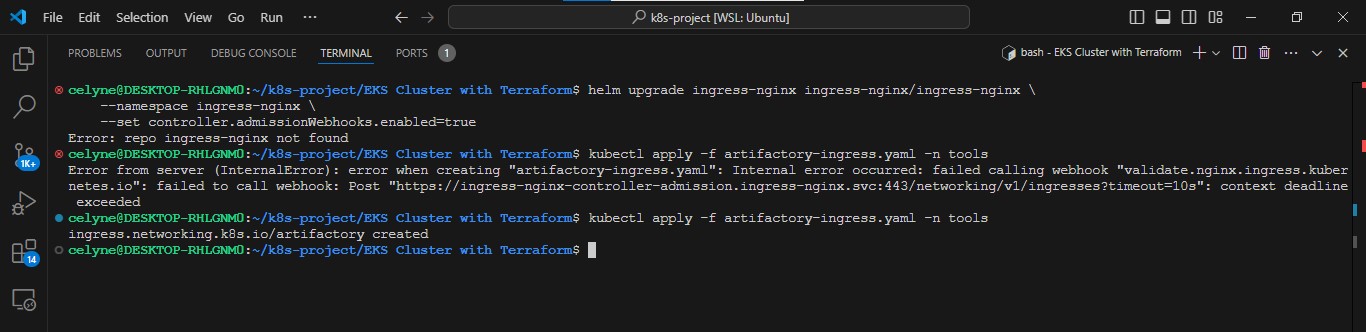 File Edit Selection View Go Run ···
k8s-project [WSL: Ubuntu]
PROBLEMS OUTPUT DEBUG CONSOLE TERMINAL PORTS 1
bash - EKS Cluster with Terraform
celyne@DESKTOP-RHLGNM0:~/k8s-project/EKS Cluster with Terraform$ helm upgrade ingress-nginx ingress-nginx/ingress-nginx \
--namespace ingress-nginx \
--set controller.admissionWebhooks.enabled=true
Error: repo ingress-nginx not found
celyne@DESKTOP-RHLGNM0:~/k8s-project/EKS Cluster with Terraform$ kubectl apply -f artifactory-ingress.yaml -n tools
Error from server (InternalError): error when creating "artifactory-ingress.yaml": Internal error occurred: failed calling webhook "validate.nginx.ingress.kuber
netes.io": failed to call webhook: Post "https://ingress-nginx-controller-admission.ingress-nginx.svc:443/networking/v1/ingresses?timeout=10s": context deadline
exceeded
celyne@DESKTOP-RHLGNM0:~/k8s-project/EKS Cluster with Terraform$ kubectl apply -f artifactory-ingress.yaml -n tools
ingress.networking.k8s.io/artifactory created
celyne@DESKTOP-RHLGNM0:~/k8s-project/EKS Cluster with Terraform$
1K+
14